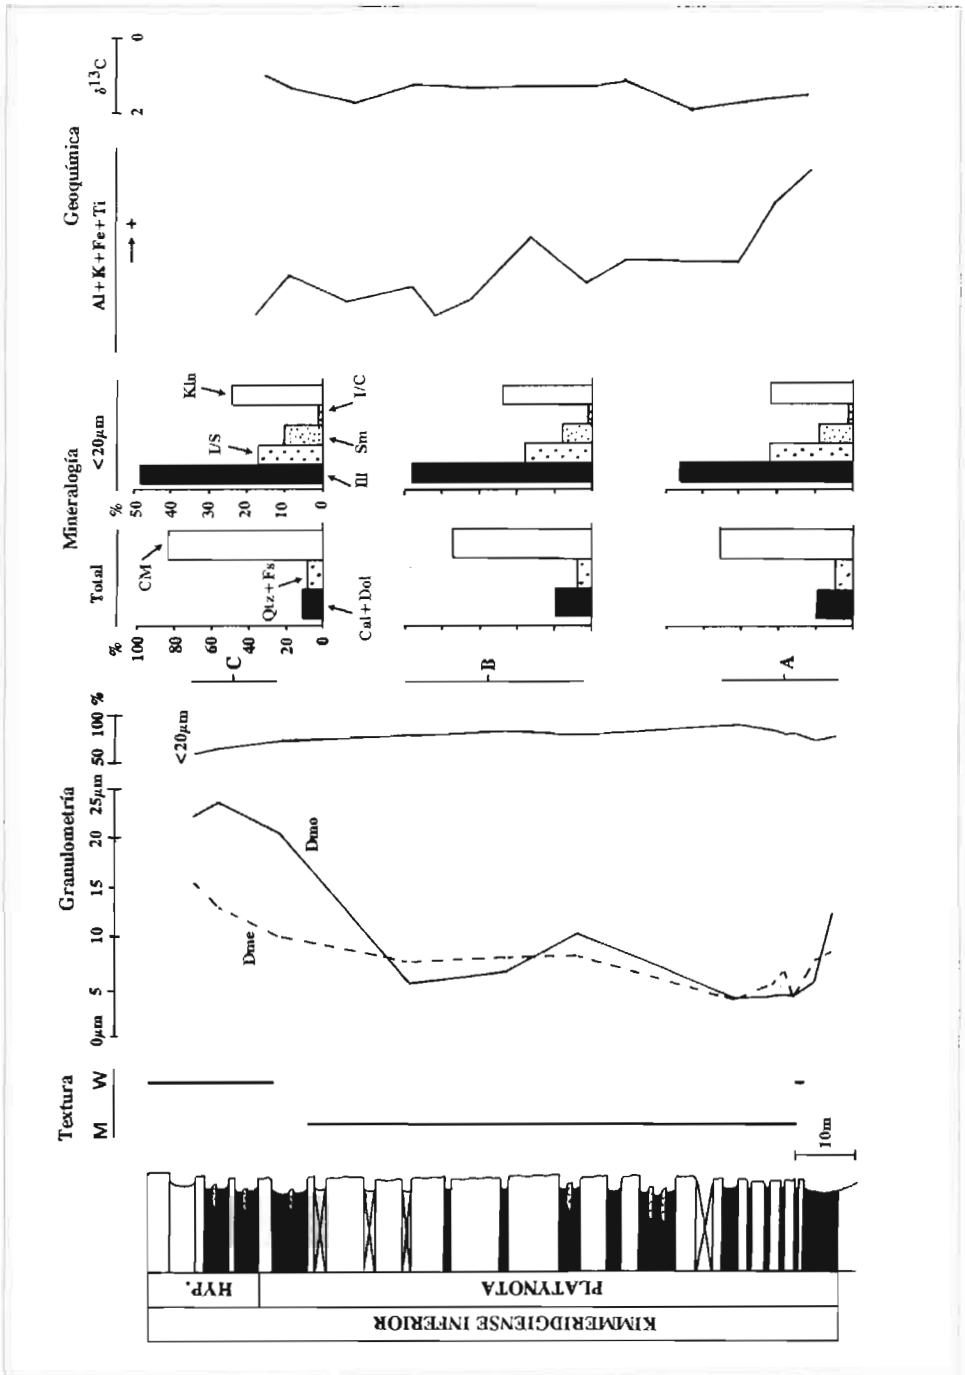 Textura
M W
Granulometría
0µm 5 10 15 20 25µm
50 100 %
<20µm
Dme
Dmo
Mineralogía
Total
<20µm
%
100
80
60
40
20
0
CM
Qtz+Fs
Cal+Dol
%
50
40
30
20
10
0
Kln
I/S
I/C
Sm
Ill
C
B
A
Geoquímica
Al+K+Fe+Ti
→ +
δ¹³C
2 0
10m
HYP.
PLATYNOTA
KIMMERIDGIENSE INFERIOR